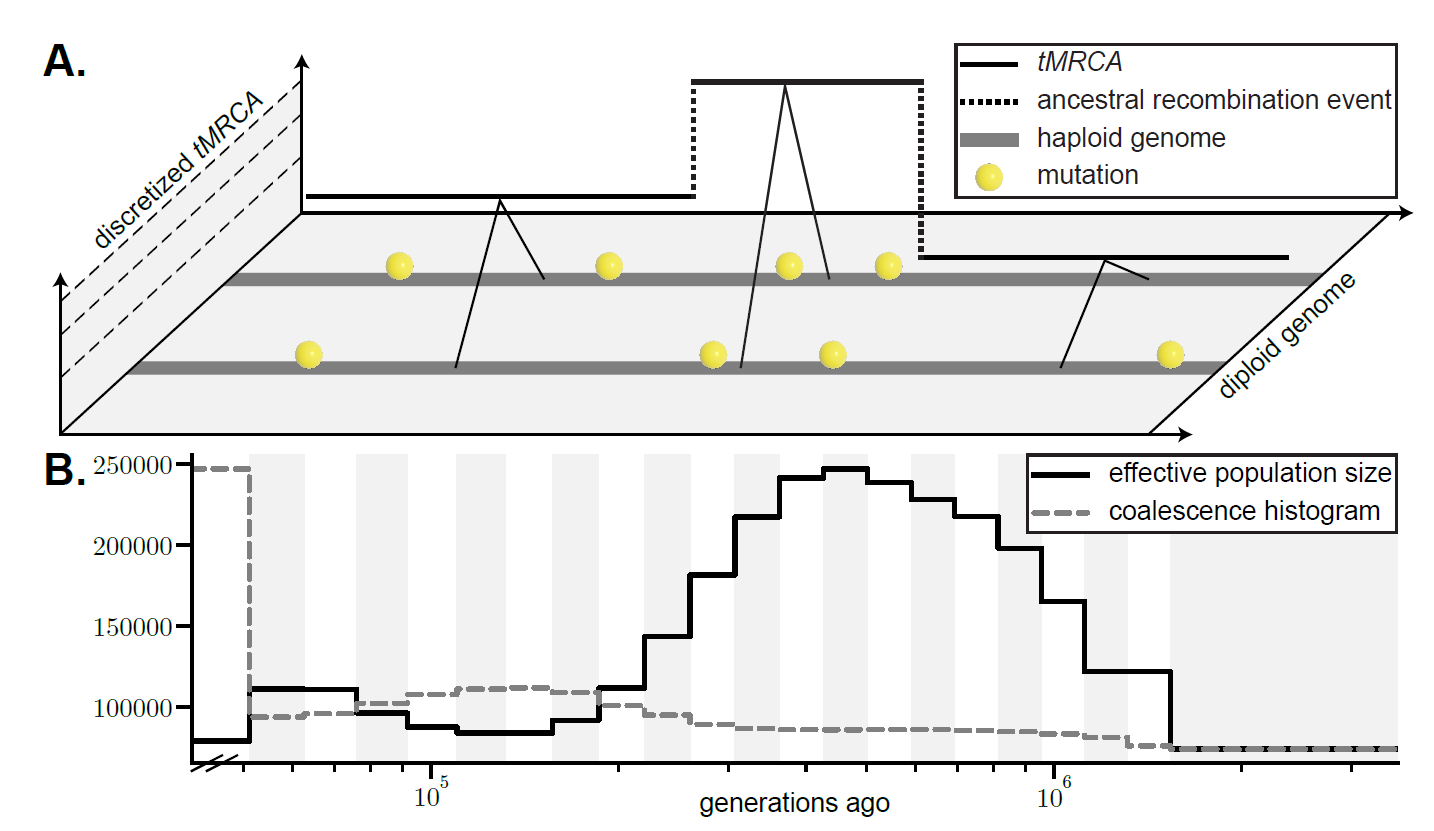 A.
discretized tMRCA
tMRCA
ancestral recombination event
haploid genome
mutation
diploid genome
B.
250000
200000
150000
100000
effective population size
coalescence histogram
10^5
generations ago
10^6